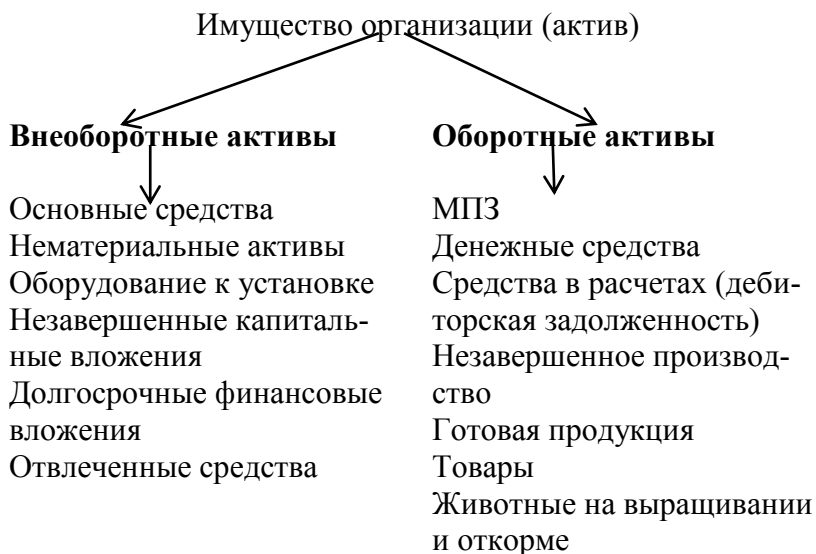 Имущество организации (актив)
Внеоборотные активы
Основные средства
Нематериальные активы
Оборудование к установке
Незавершенные капиталь-
ные вложения
Долгосрочные финансовые
вложения
Отвлеченные средства
Оборотные активы
МПЗ
Денежные средства
Средства в расчетах (деби-
торская задолженность)
Незавершенное производ-
ство
Готовая продукция
Товары
Животные на выращивании
и откорме